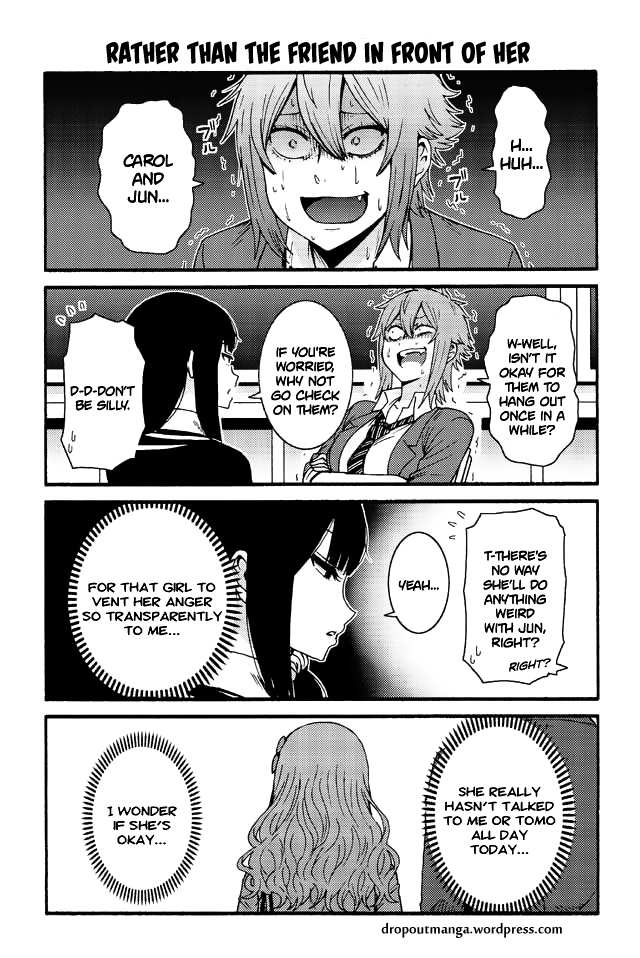 RATHER THAN THE FRIEND IN FRONT OF HER
H...
HUH...
CAROL
AND
JUN...
ブル
ブル
W-WELL,
ISN'T IT
OKAY FOR
THEM TO
HANG OUT
ONCE IN A
WHILE?
IF YOU'RE
WORRIED,
WHY NOT
GO CHECK
ON THEM?
D-D-DON'T
BE SILLY.
T-THERE'S
NO WAY
SHE'LL DO
ANYTHING
WEIRD
WITH JUN,
RIGHT?
RIGHT?
YEAH...
FOR THAT GIRL TO
VENT HER ANGER
SO TRANSPARENTLY
TO ME...
SHE REALLY
HASN'T TALKED
TO ME OR TOMO
ALL DAY
TODAY...
I WONDER
IF SHE'S
OKAY...
dropoutmanga.wordpress.com